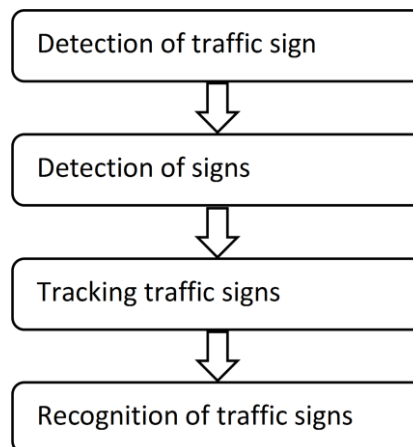 Detection of traffic sign
Detection of signs
Tracking traffic signs
Recognition of traffic signs